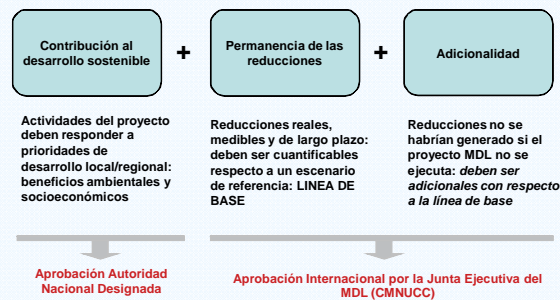 Contribución al
desarrollo sostenible
+
Permanencia de las
reducciones
+
Adicionalidad
Actividades del proyecto
deben responder a
prioridades de
desarrollo local/regional:
beneficios ambientales y
socioeconómicos
Reducciones reales,
medibles y de largo plazo:
deben ser cuantificables
respecto a un escenario
de referencia: LINEA DE
BASE
Reducciones no se
habrían generado si el
proyecto MDL no se
ejecuta: deben ser
adicionales con respecto
a la línea de base
Aprobación Autoridad
Nacional Designada
Aprobación Internacional por la Junta Ejecutiva del
MDL (CMNUCC)